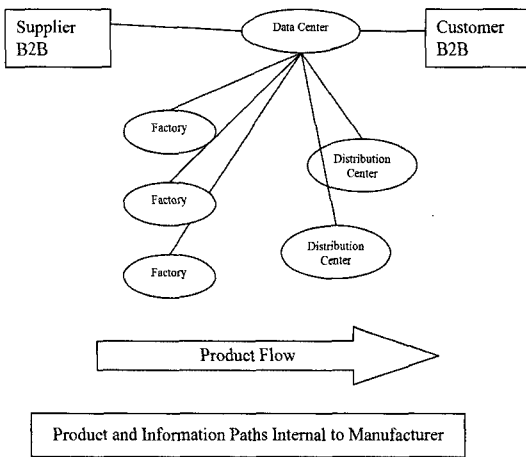 Supplier
B2B
Data Center
Customer
B2B
Factory
Distribution
Center
Factory
Distribution
Center
Factory
Product Flow
Product and Information Paths Internal to Manufacturer